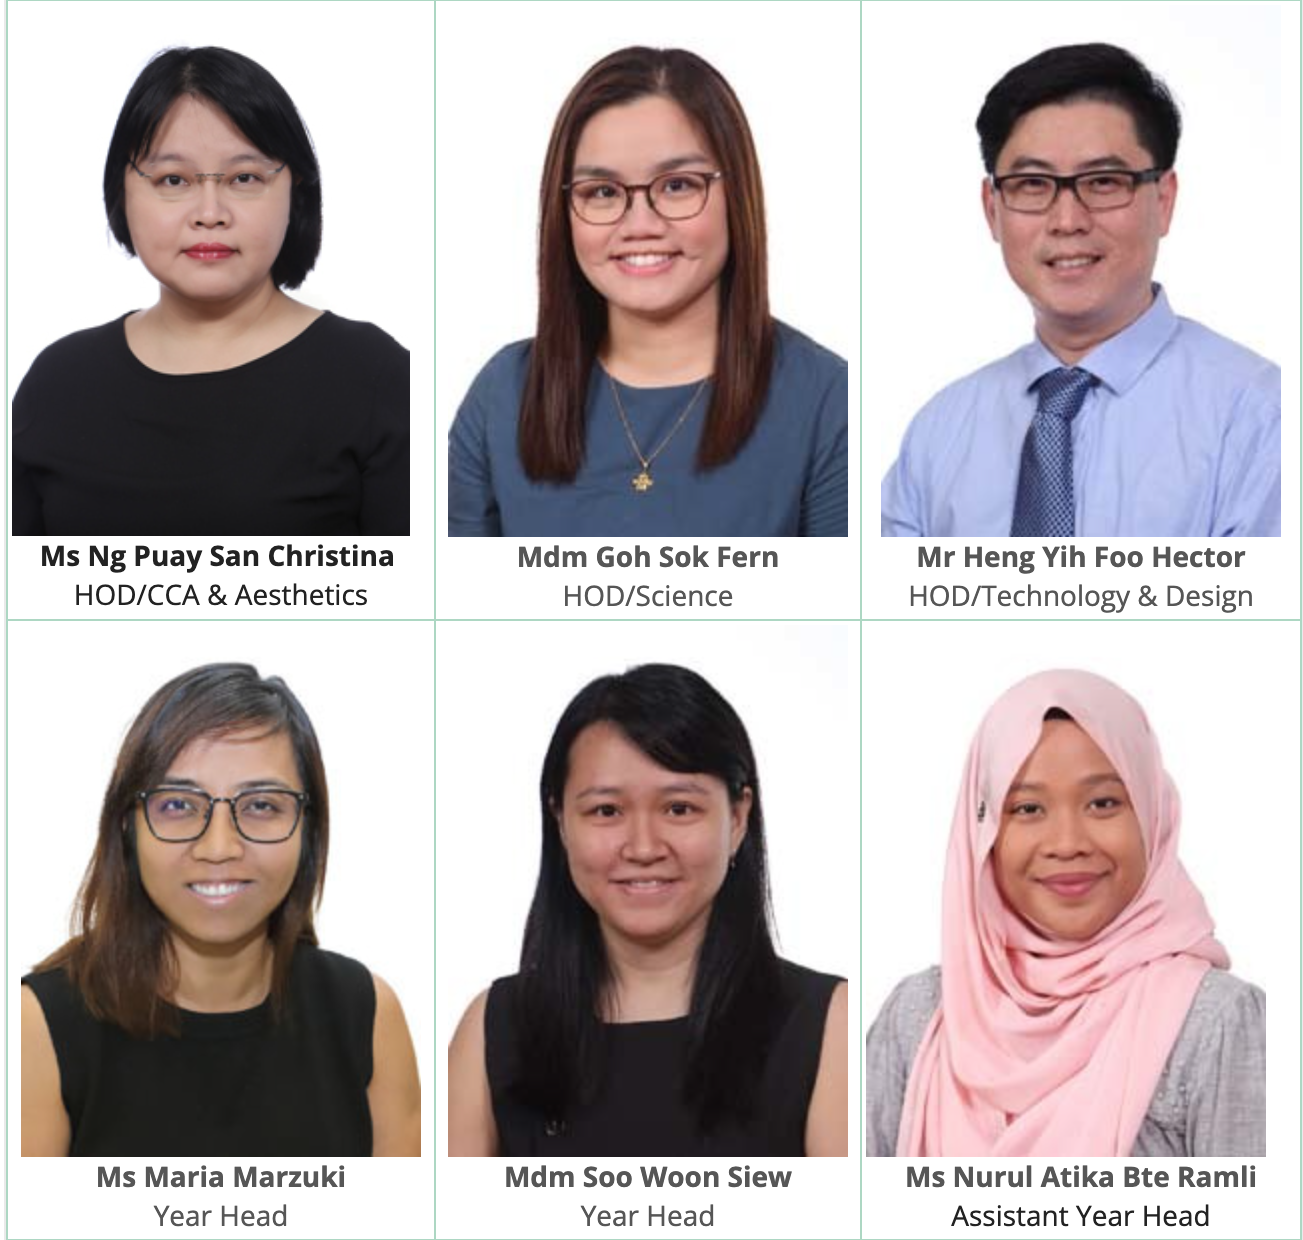 Ms Ng Puay San Christina
HOD/CCA & Aesthetics
Mdm Goh Sok Fern
HOD/Science
Mr Heng Yih Foo Hector
HOD/Technology & Design
Ms Maria Marzuki
Year Head
Mdm Soo Woon Siew
Year Head
Ms Nurul Atika Bte Ramli
Assistant Year Head